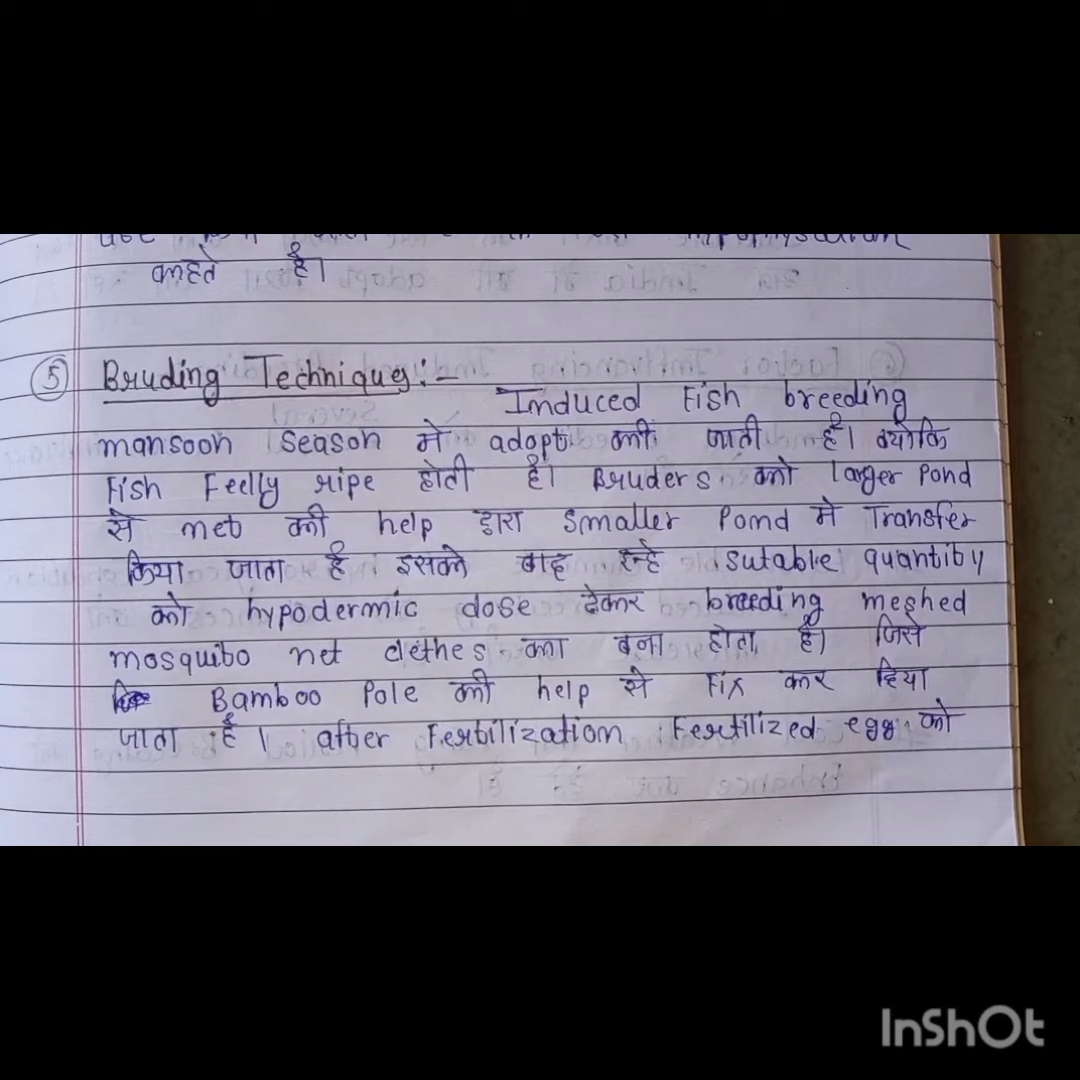 कहते है।
⑤ Bruding Techniques:-
Induced Fish breeding
mansoon season मे adopt की जाती है। क्योकि
Fish Feelly ripe होती है। Bruders को larger pond
से net की help द्वारा smaller Pond मे Transfer
किया जाता है इसके बाद इन्हे sutable quantity
को hypodermic dose देकर breeding meshed
mosquito net clethes का बना होता है। जिसे
Bamboo Pole की help से Fix कर दिया
जाता है। after Fertilization Fertilized egg को
InShOt